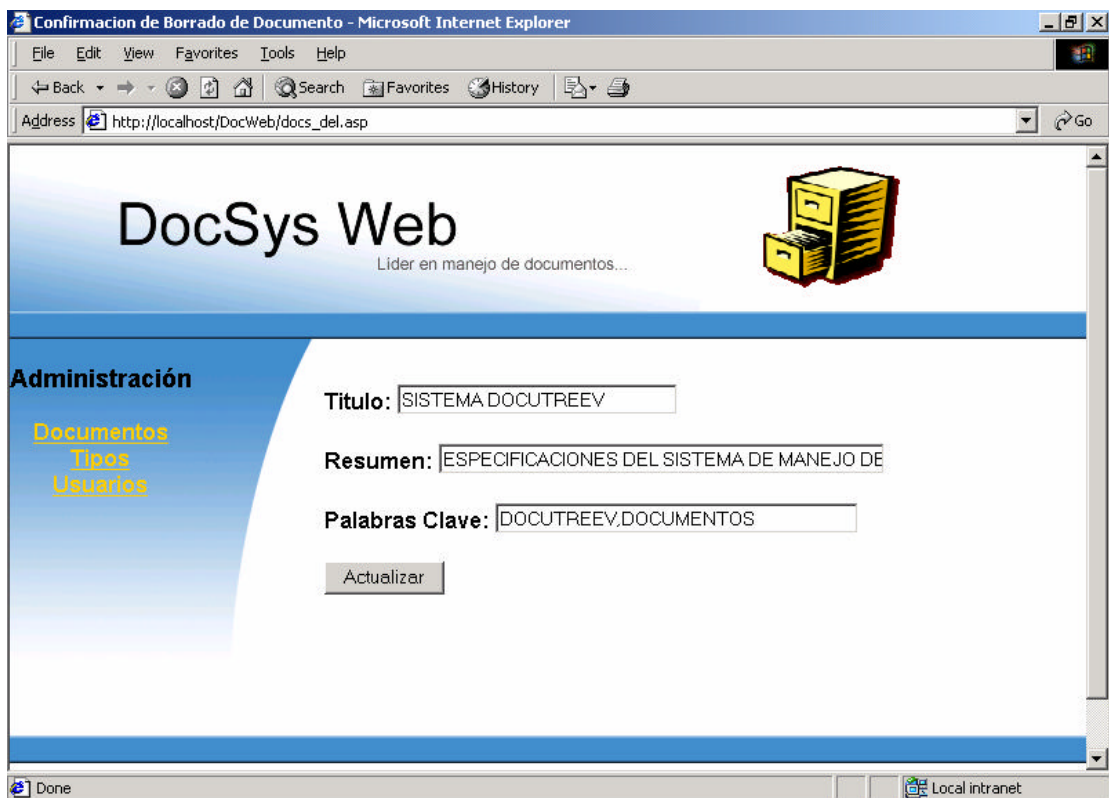 Confirmacion de Borrado de Documento - Microsoft Internet Explorer
File Edit View Favorites Tools Help
Back Search Favorites History
Address http://localhost/DocWeb/docs_del.asp Go
DocSys Web
Lider en manejo de documentos...
Administración
Documentos
Tipos
Usuarios
Titulo: SISTEMA DOCUTREEV
Resumen: ESPECIFICACIONES DEL SISTEMA DE MANEJO DE
Palabras Clave: DOCUTREEV,DOCUMENTOS
Actualizar
Done Local intranet